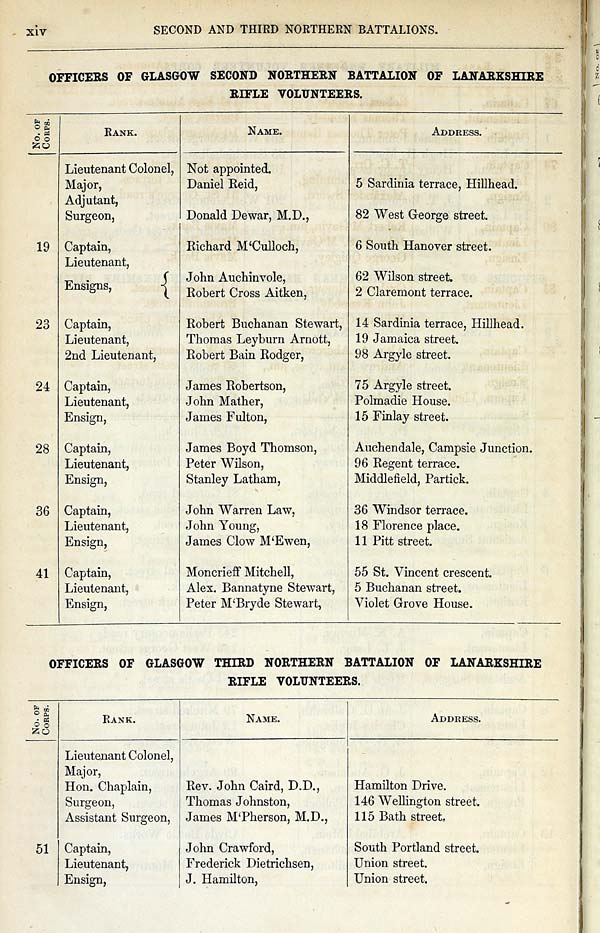 xiv SECOND AND THIRD NORTHERN BATTALIONS.
OFFICERS OF GLASGOW SECOND NORTHERN BATTALION OF LANARKSHIRE
RIFLE VOLUNTEERS.
No. of Corps. Rank. Name. Address.
Lieutenant Colonel, Not appointed.
Major, Daniel Reid, 5 Sardinia terrace, Hillhead.
Adjutant,
Surgeon, Donald Dewar, M.D., 82 West George street.
19 Captain, Richard M‘Culloch, 6 South Hanover street.
Lieutenant,
Ensigns, { John Auchinvole, 62 Wilson street.
Robert Cross Aitken, 2 Claremont terrace.
23 Captain, Robert Buchanan Stewart, 14 Sardinia terrace, Hillhead.
Lieutenant, Thomas Leyburn Arnott, 19 Jamaica street.
2nd Lieutenant, Robert Bain Rodger, 98 Argyle street.
24 Captain, James Robertson, 75 Argyle street.
Lieutenant, John Mather, Polmadie House.
Ensign, James Fulton, 15 Finlay street.
28 Captain, James Boyd Thomson, Auchendale, Campsie Junction.
Lieutenant, Peter Wilson, 96 Regent terrace.
Ensign, Stanley Latham, Middlefield, Partick.
36 Captain, John Warren Law, 36 Windsor terrace.
Lieutenant, John Young, 18 Florence place.
Ensign, James Clow M‘Ewen, 11 Pitt street.
41 Captain, Moncrieff Mitchell, 55 St. Vincent crescent.
Lieutenant, Alex. Bannatyne Stewart, 5 Buchanan street.
Ensign, Peter M‘Bryde Stewart, Violet Grove House.
OFFICERS OF GLASGOW THIRD NORTHERN BATTALION OF LANARKSHIRE
RIFLE VOLUNTEERS.
No. of Corps. Rank. Name. Address.
Lieutenant Colonel,
Major,
Hon. Chaplain, Rev. John Caird, D.D., Hamilton Drive.
Surgeon, Thomas Johnston, 146 Wellington street.
Assistant Surgeon, James M‘Pherson, M.D., 115 Bath street.
51 Captain, John Crawford, South Portland street.
Lieutenant, Frederick Dietrichsen, Union street.
Ensign, J. Hamilton, Union street.